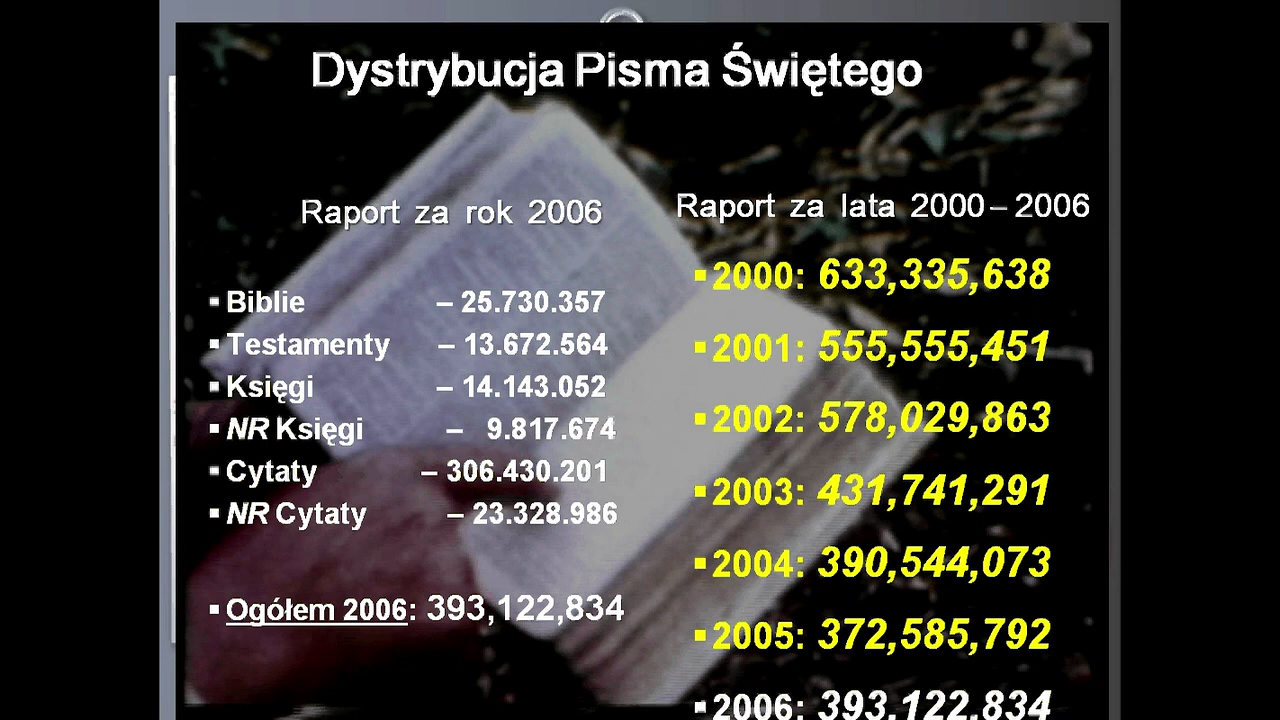 Dystrybucja Pisma Świętego
Raport za rok 2006
▪ Biblie – 25.730.357
▪ Testamenty – 13.672.564
▪ Księgi – 14.143.052
▪ NR Księgi – 9.817.674
▪ Cytaty – 306.430.201
▪ NR Cytaty – 23.328.986
▪ Ogółem 2006: 393,122,834
Raport za lata 2000 – 2006
▪ 2000: 633,335,638
▪ 2001: 555,555,451
▪ 2002: 578,029,863
▪ 2003: 431,741,291
▪ 2004: 390,544,073
▪ 2005: 372,585,792
▪ 2006: 393,122,834